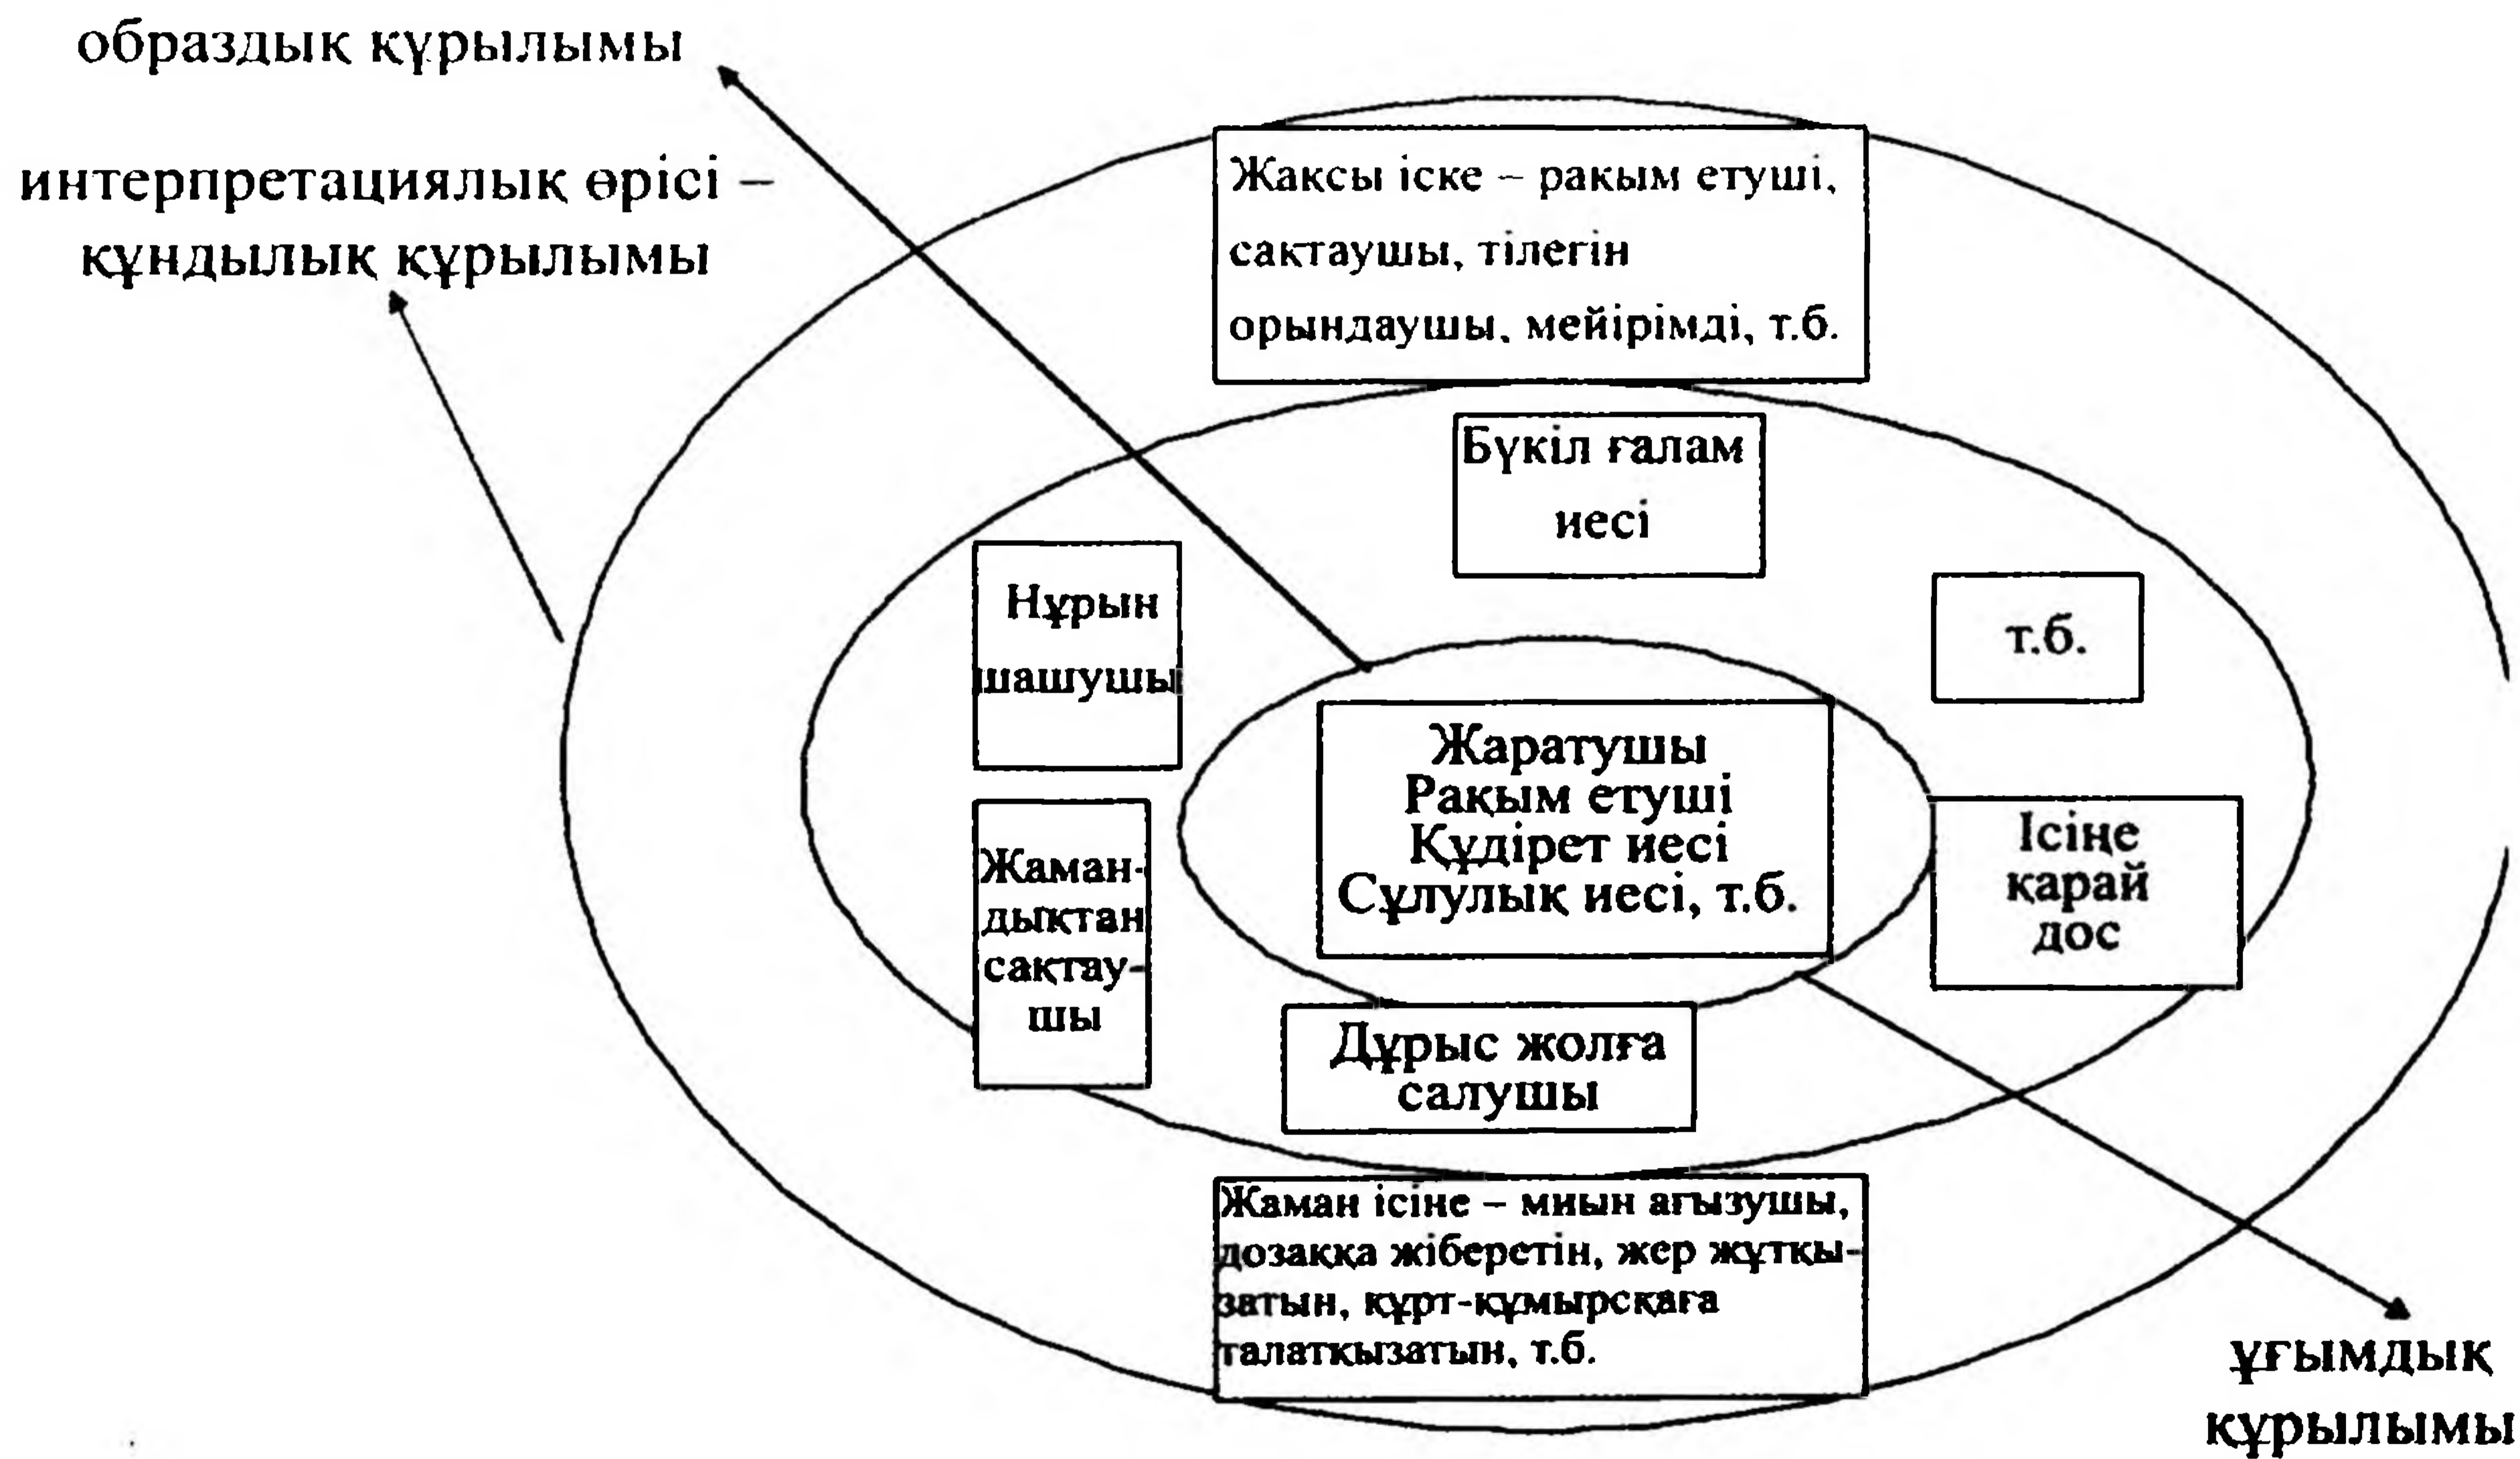 образдық құрылымы
интерпретациялық өрісі –
құндылық құрылымы
Жақсы іске – рақым етуші,
сақтаушы, тілегін
орындаушы, мейірімді, т.б.
Бүкіл ғалам
иесі
Нұрын
шашушы
т.б.
Жаратушы
Рақым етуші
Құдірет иесі
Сұлулық иесі, т.б.
Жаман-
дықтан
сақтау-
шы
Ісіңе
қарай
дос
Дұрыс жолға
салушы
Жаман ісіне – миын ағызушы,
дозаққа жіберетін, жер жұтқы-
затын, құрт-құмырсқаға
талатқызатын, т.б.
ұғымдық
құрылымы